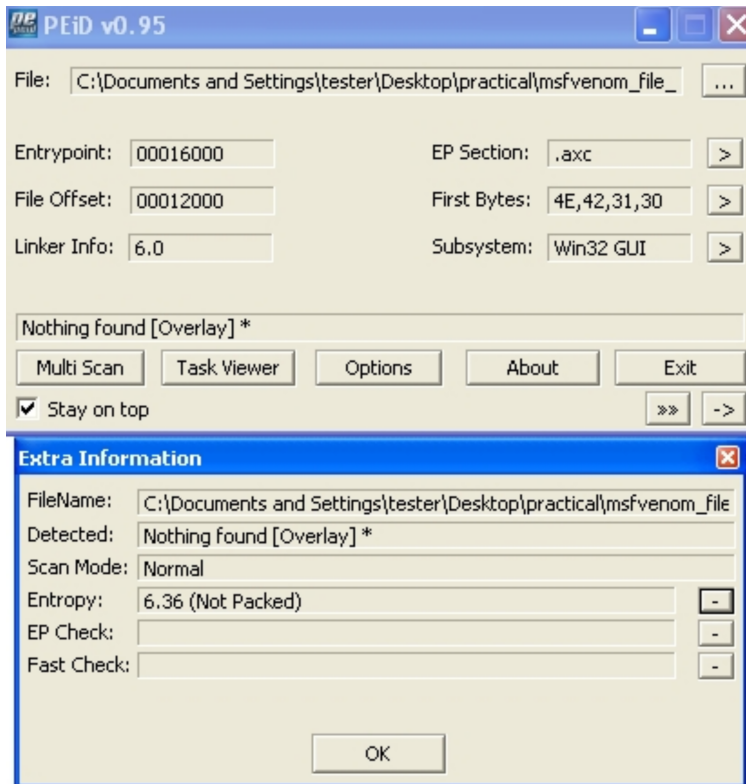 PEiD v0.95
File: C:\Documents and Settings\tester\Desktop\practical\msfvenom_file_ ...
Entrypoint: 00016000 EP Section: .axc >
File Offset: 00012000 First Bytes: 4E,42,31,30 >
Linker Info: 6.0 Subsystem: Win32 GUI >
Nothing found [Overlay] *
Multi Scan Task Viewer Options About Exit
Stay on top »» ->
Extra Information
FileName: C:\Documents and Settings\tester\Desktop\practical\msfvenom_file
Detected: Nothing found [Overlay] *
Scan Mode: Normal
Entropy: 6.36 (Not Packed) -
EP Check: -
Fast Check: -
OK